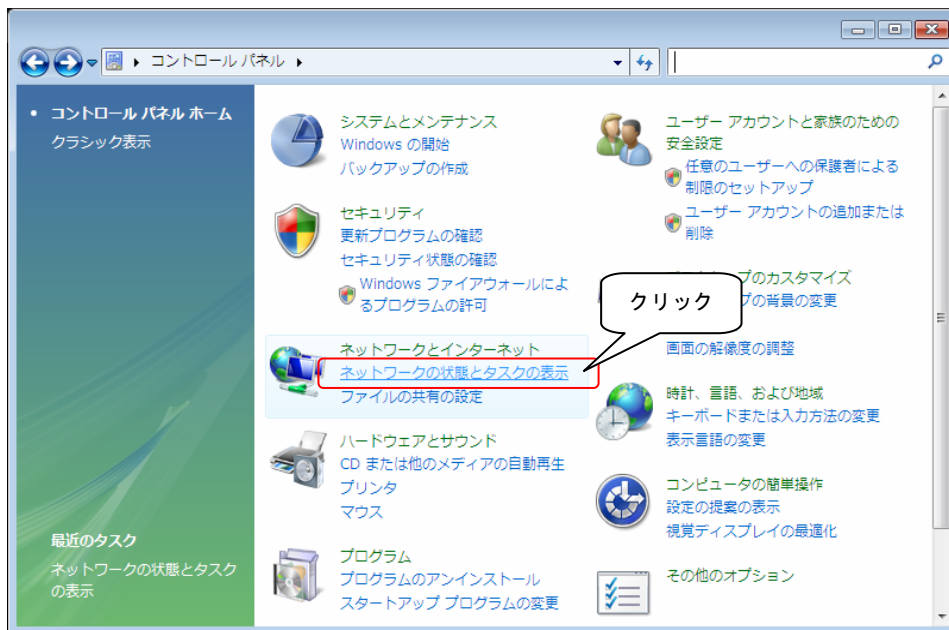 コントロール パネル
コントロール パネル ホーム
クラシック表示
最近のタスク
ネットワークの状態とタスク
の表示
システムとメンテナンス
Windows の開始
バックアップの作成
セキュリティ
更新プログラムの確認
セキュリティ状態の確認
Windows ファイアウォールによ
るプログラムの許可
ネットワークとインターネット
ネットワークの状態とタスクの表示
ファイルの共有の設定
ハードウェアとサウンド
CD または他のメディアの自動再生
プリンタ
マウス
プログラム
プログラムのアンインストール
スタートアップ プログラムの変更
ユーザー アカウントと家族のための
安全設定
任意のユーザーへの保護者による
制限のセットアップ
ユーザー アカウントの追加または
削除
クリック
プのカスタマイズ
プの背景の変更
画面の解像度の調整
時計、言語、および地域
キーボードまたは入力方法の変更
表示言語の変更
コンピュータの簡単操作
設定の提案の表示
視覚ディスプレイの最適化
その他のオプション